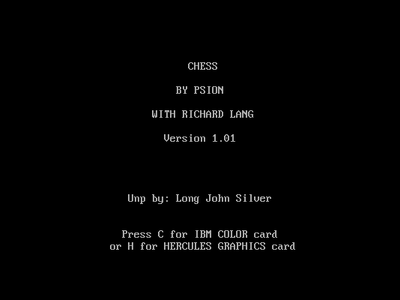 CHESS
BY PSION
WITH RICHARD LANG
Version 1.01
Unp by: Long John Silver
Press C for IBM COLOR card
or H for HERCULES GRAPHICS card